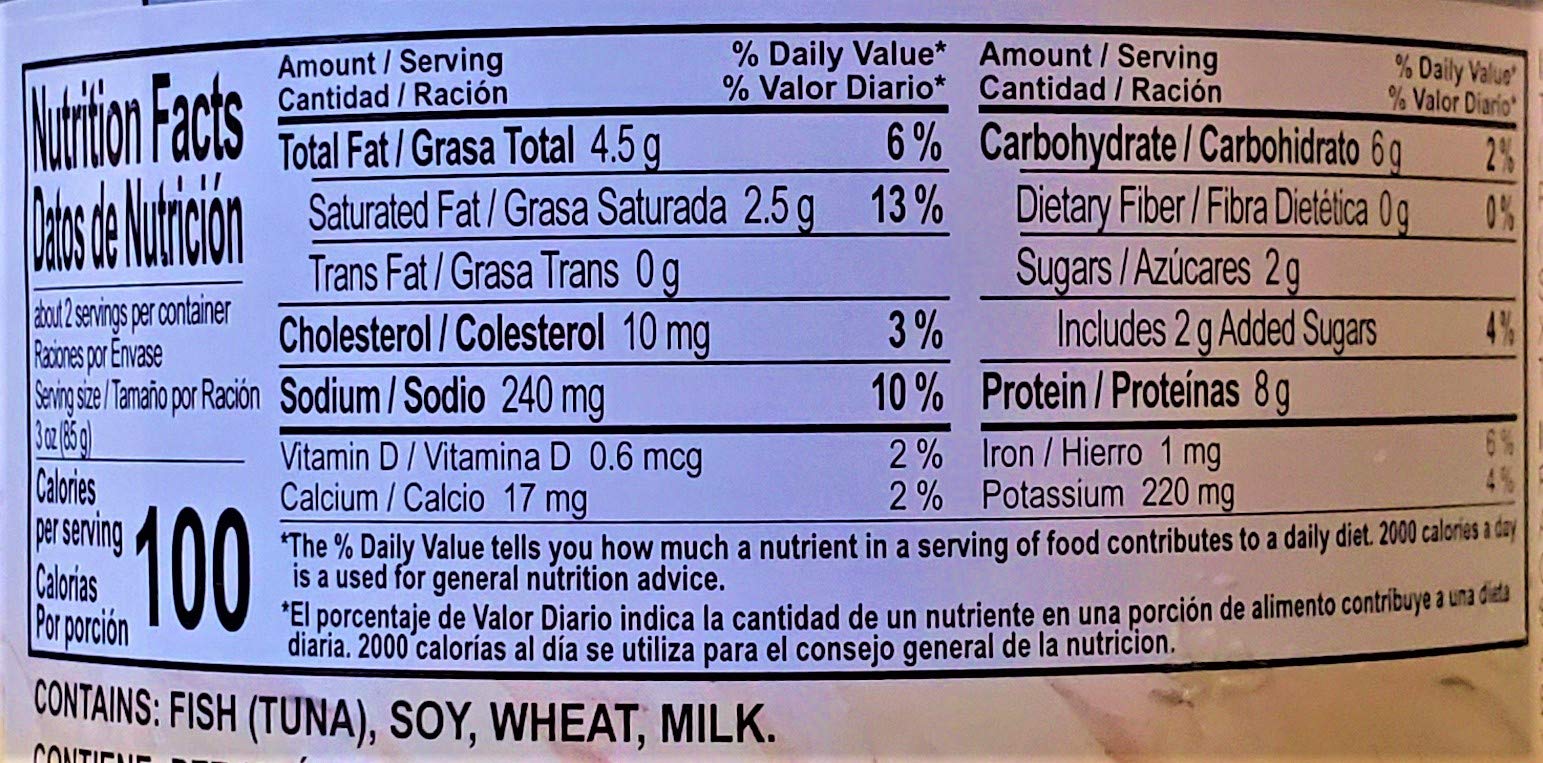 Nutrition Facts
Datos de Nutrición
about 2 servings per container
Raciones por Envase
Serving size / Tamaño por Ración
3 oz (85 g)
Calories
per serving
Calorías
Por porción
100
Amount / Serving
Cantidad / Ración
% Daily Value*
% Valor Diario*
Total Fat / Grasa Total 4.5 g 6 %
Saturated Fat / Grasa Saturada 2.5 g 13 %
Trans Fat / Grasa Trans 0 g
Cholesterol / Colesterol 10 mg 3 %
Sodium / Sodio 240 mg 10 %
Vitamin D / Vitamina D 0.6 mcg 2 %
Calcium / Calcio 17 mg 2 %
Amount / Serving
Cantidad / Ración
% Daily Value*
% Valor Diario*
Carbohydrate / Carbohidrato 6 g 2%
Dietary Fiber / Fibra Dietética 0 g 0%
Sugars / Azúcares 2 g
Includes 2 g Added Sugars 4%
Protein / Proteínas 8 g
Iron / Hierro 1 mg 6%
Potassium 220 mg 4%
*The % Daily Value tells you how much a nutrient in a serving of food contributes to a daily diet. 2000 calories a day
is a used for general nutrition advice.
*El porcentaje de Valor Diario indica la cantidad de un nutriente en una porción de alimento contribuye a una dieta
diaria. 2000 calorías al día se utiliza para el consejo general de la nutricion.
CONTAINS: FISH (TUNA), SOY, WHEAT, MILK.